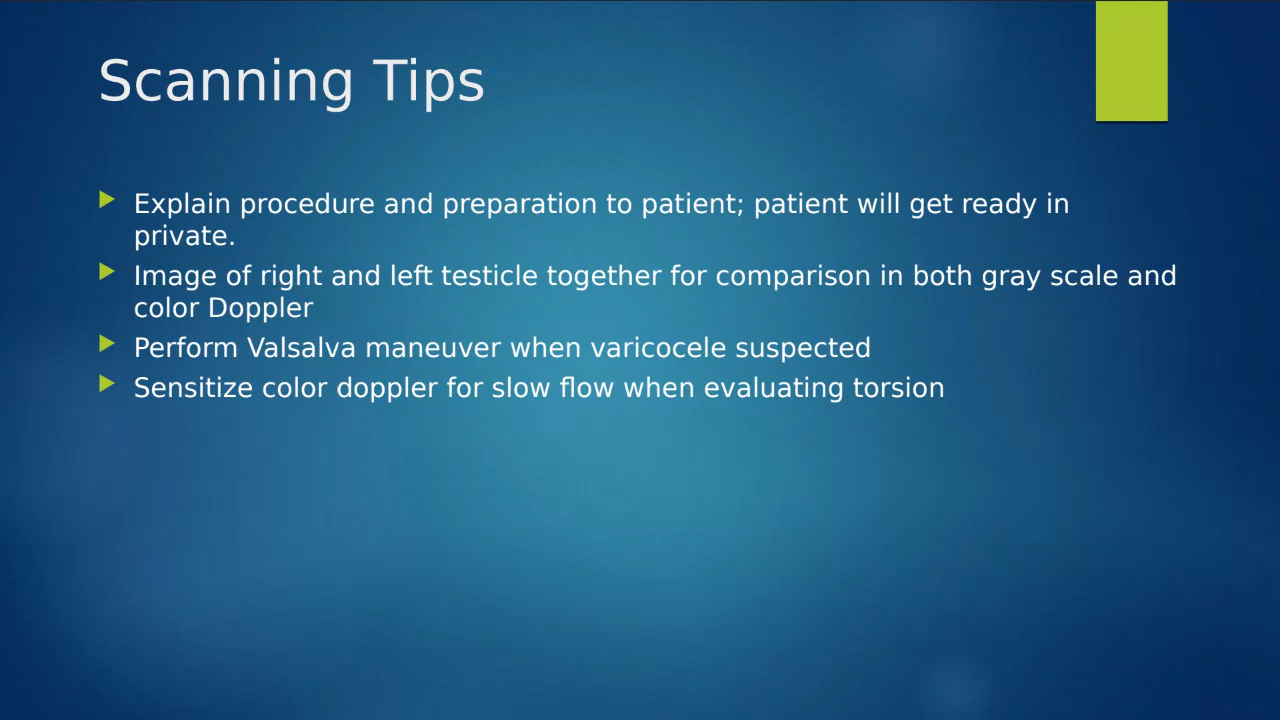 Scanning Tips
Explain procedure and preparation to patient; patient will get ready in
private.
Image of right and left testicle together for comparison in both gray scale and
color Doppler
Perform Valsalva maneuver when varicocele suspected
Sensitize color doppler for slow flow when evaluating torsion